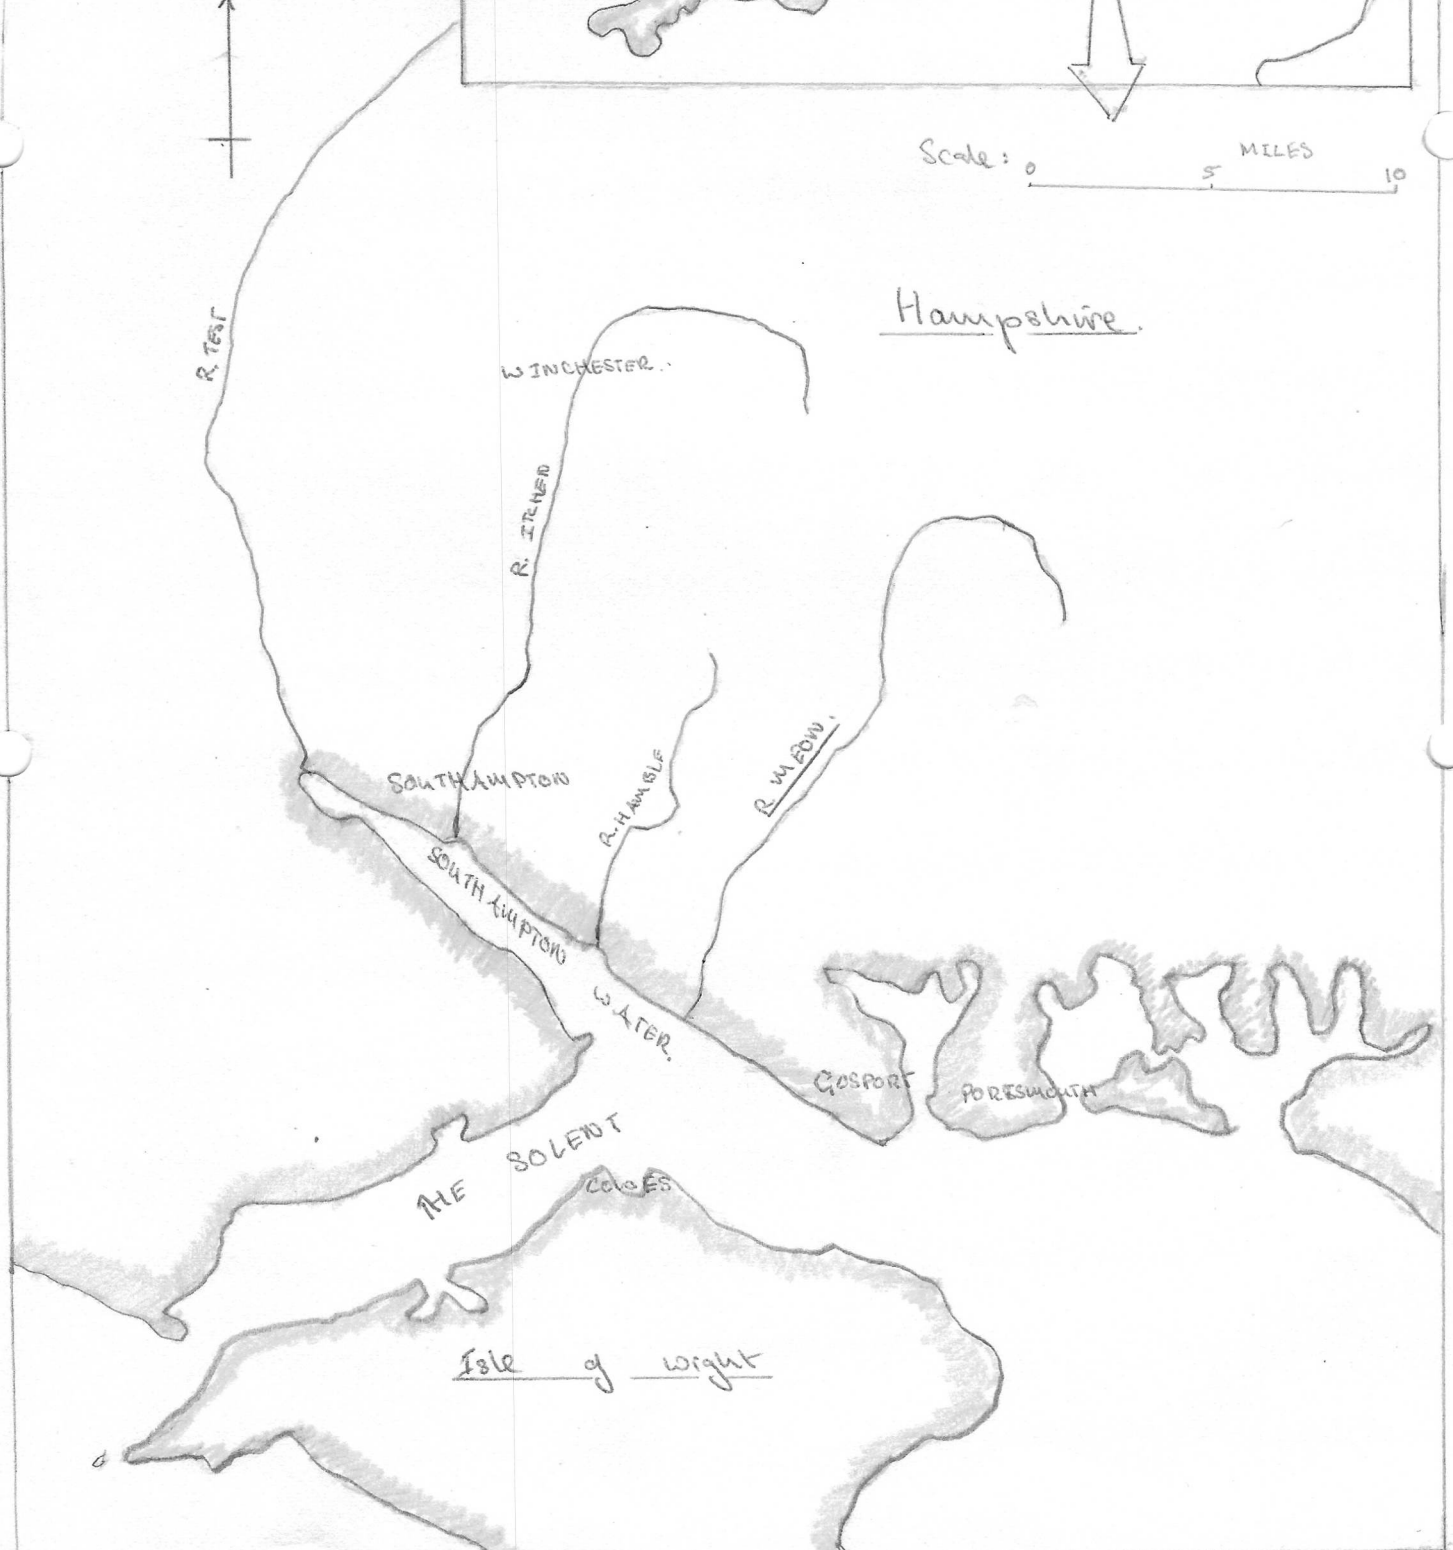 Scale: 0 5 10 MILES
Hampshire.
R. TEST
WINCHESTER.
R. ITCHEN
R. HAMBLE
R. MEON.
SOUTHAMPTON
SOUTHAMPTON WATER.
GOSPORT
PORTSMOUTH
THE SOLENT
COWES
Isle of wight